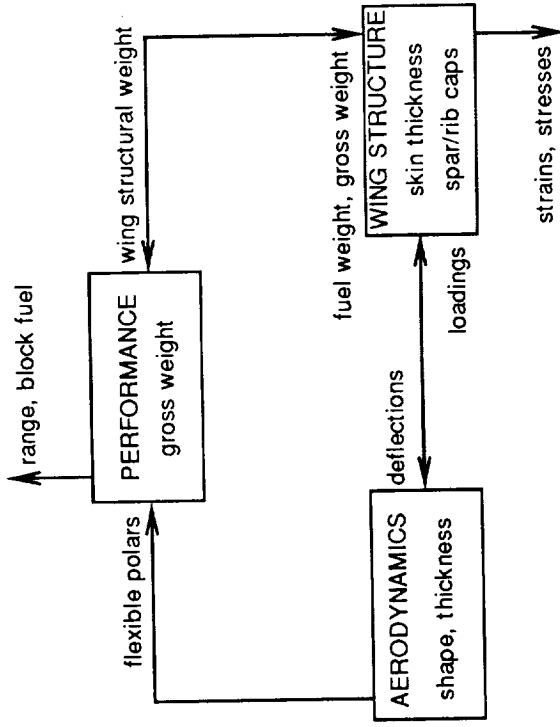 range, block fuel
PERFORMANCE
gross weight
flexible polars
wing structural weight
AERODYNAMICS
shape, thickness
deflections
loadings
fuel weight, gross weight
WING STRUCTURE
skin thickness
spar/rib caps
strains, stresses